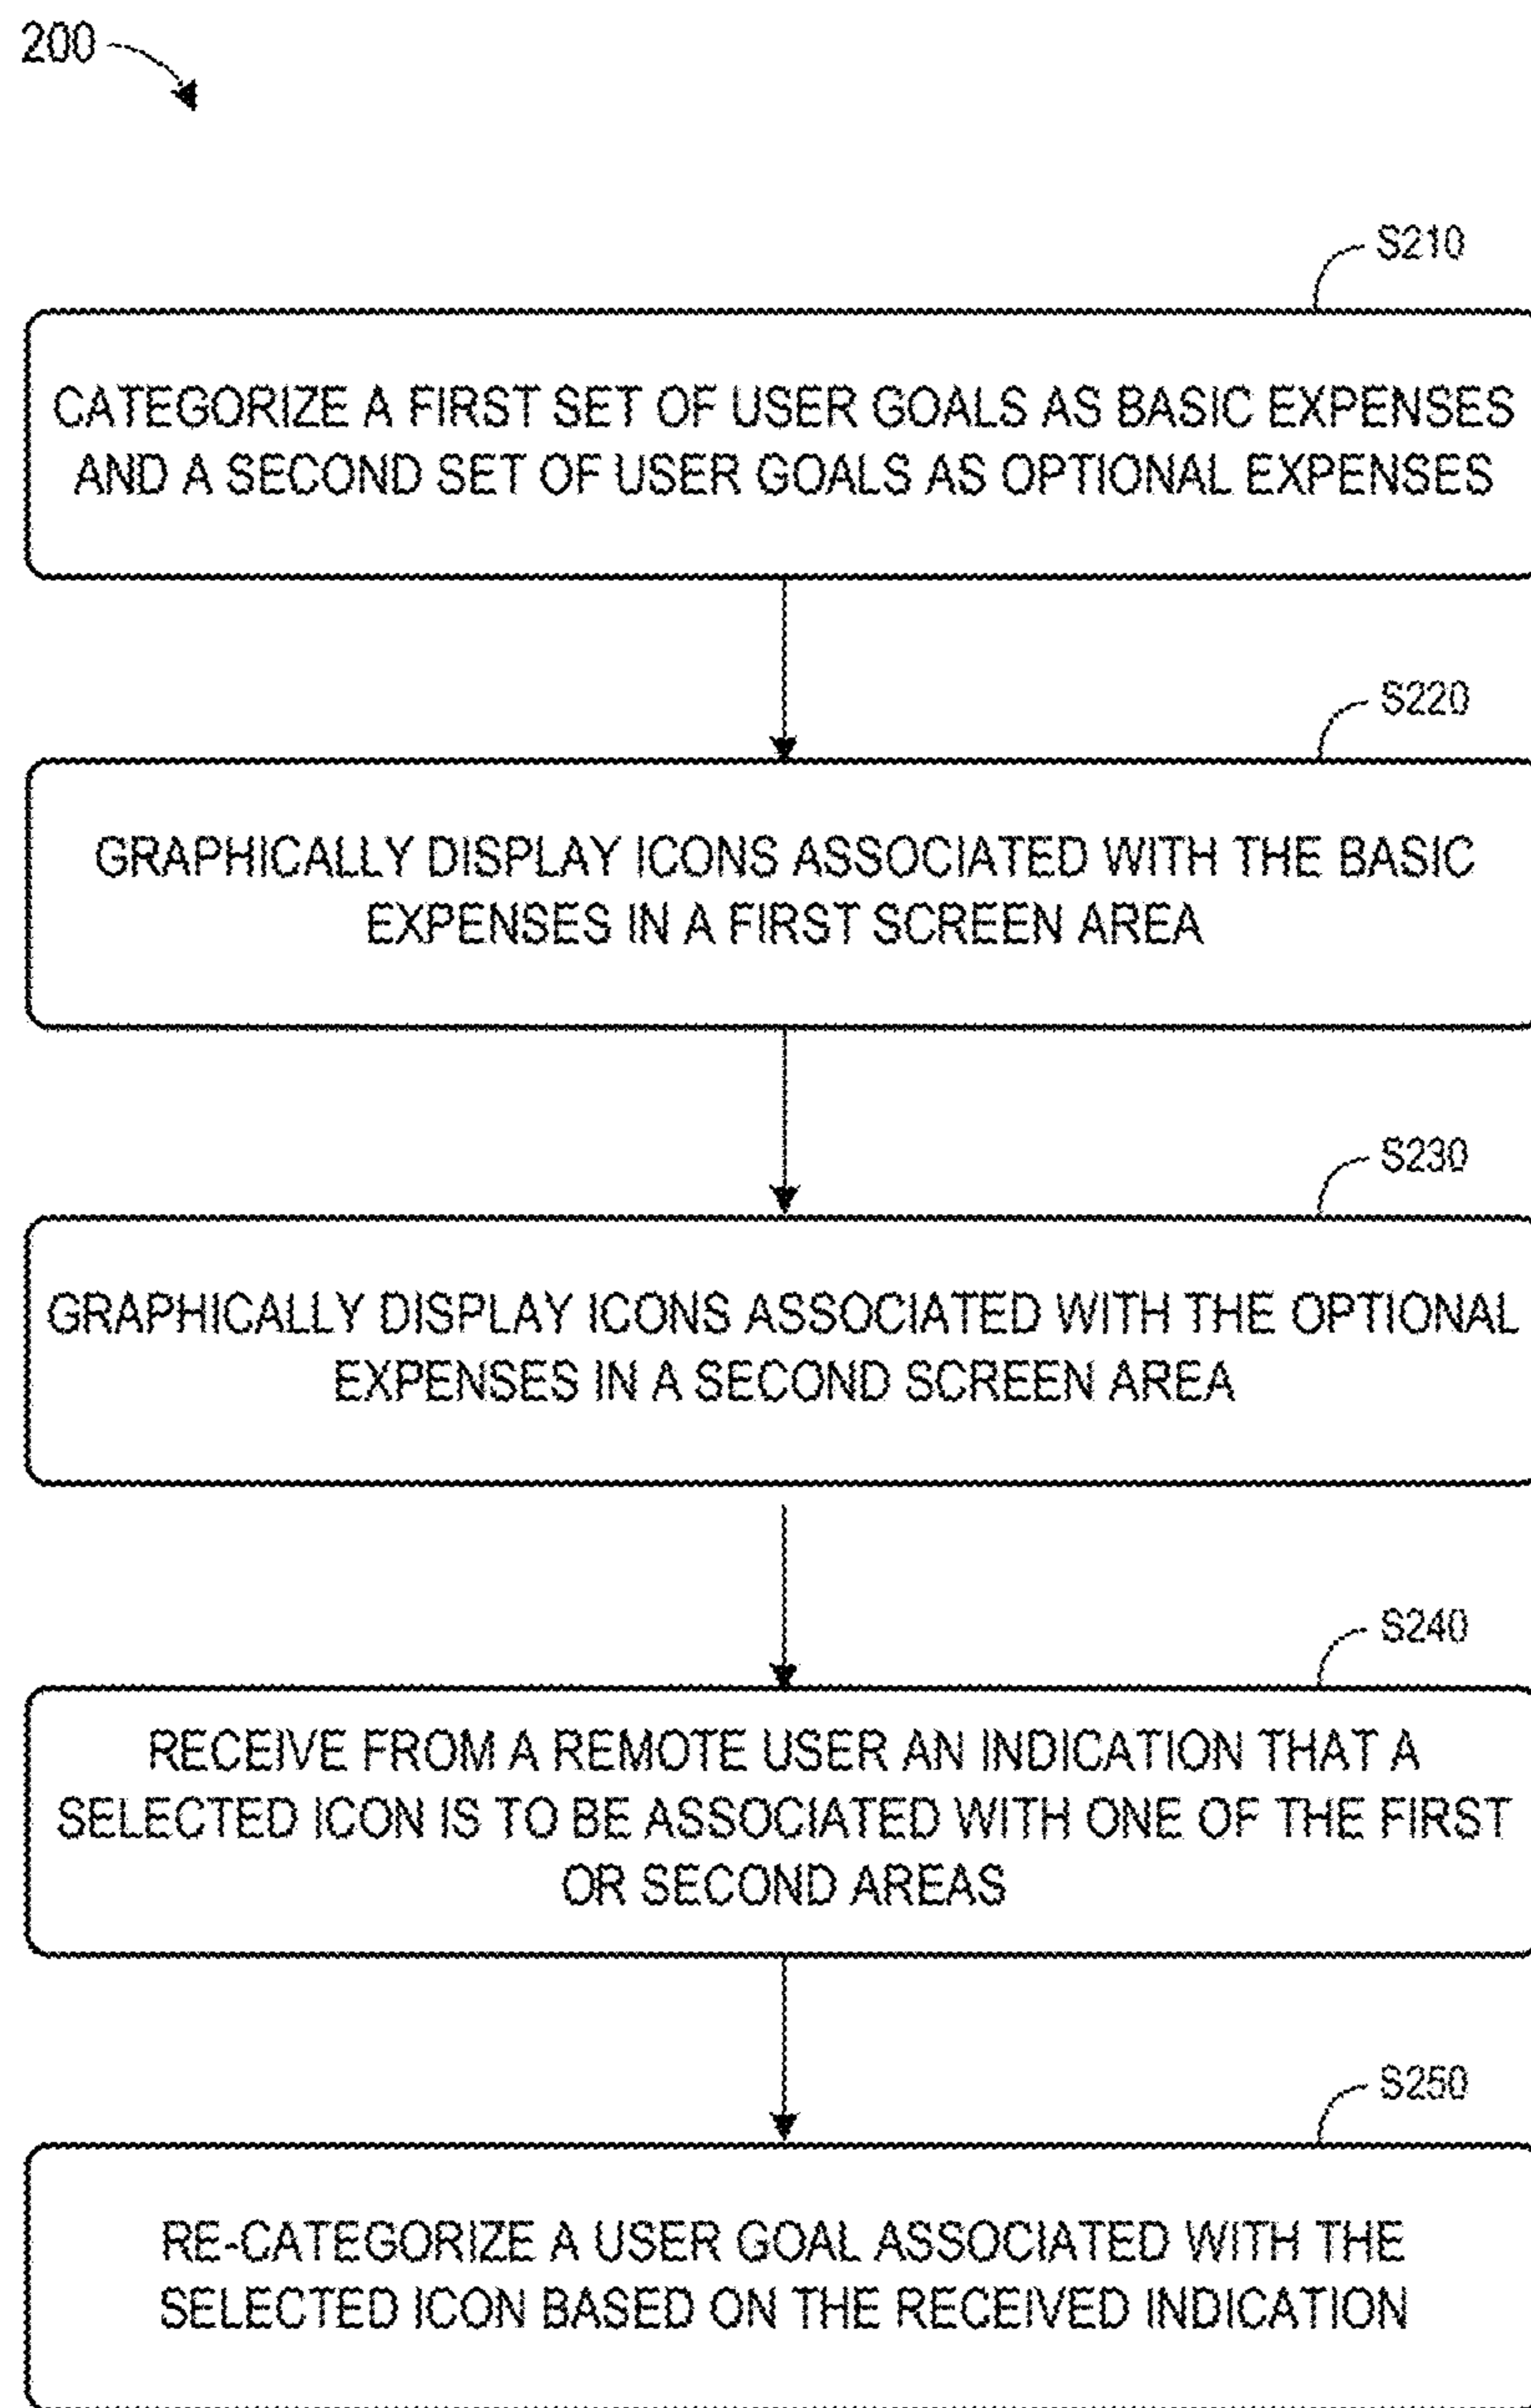 200
S210
CATEGORIZE A FIRST SET OF USER GOALS AS BASIC EXPENSES
AND A SECOND SET OF USER GOALS AS OPTIONAL EXPENSES
S220
GRAPHICALLY DISPLAY ICONS ASSOCIATED WITH THE BASIC
EXPENSES IN A FIRST SCREEN AREA
S230
GRAPHICALLY DISPLAY ICONS ASSOCIATED WITH THE OPTIONAL
EXPENSES IN A SECOND SCREEN AREA
S240
RECEIVE FROM A REMOTE USER AN INDICATION THAT A
SELECTED ICON IS TO BE ASSOCIATED WITH ONE OF THE FIRST
OR SECOND AREAS
S250
RE-CATEGORIZE A USER GOAL ASSOCIATED WITH THE
SELECTED ICON BASED ON THE RECEIVED INDICATION